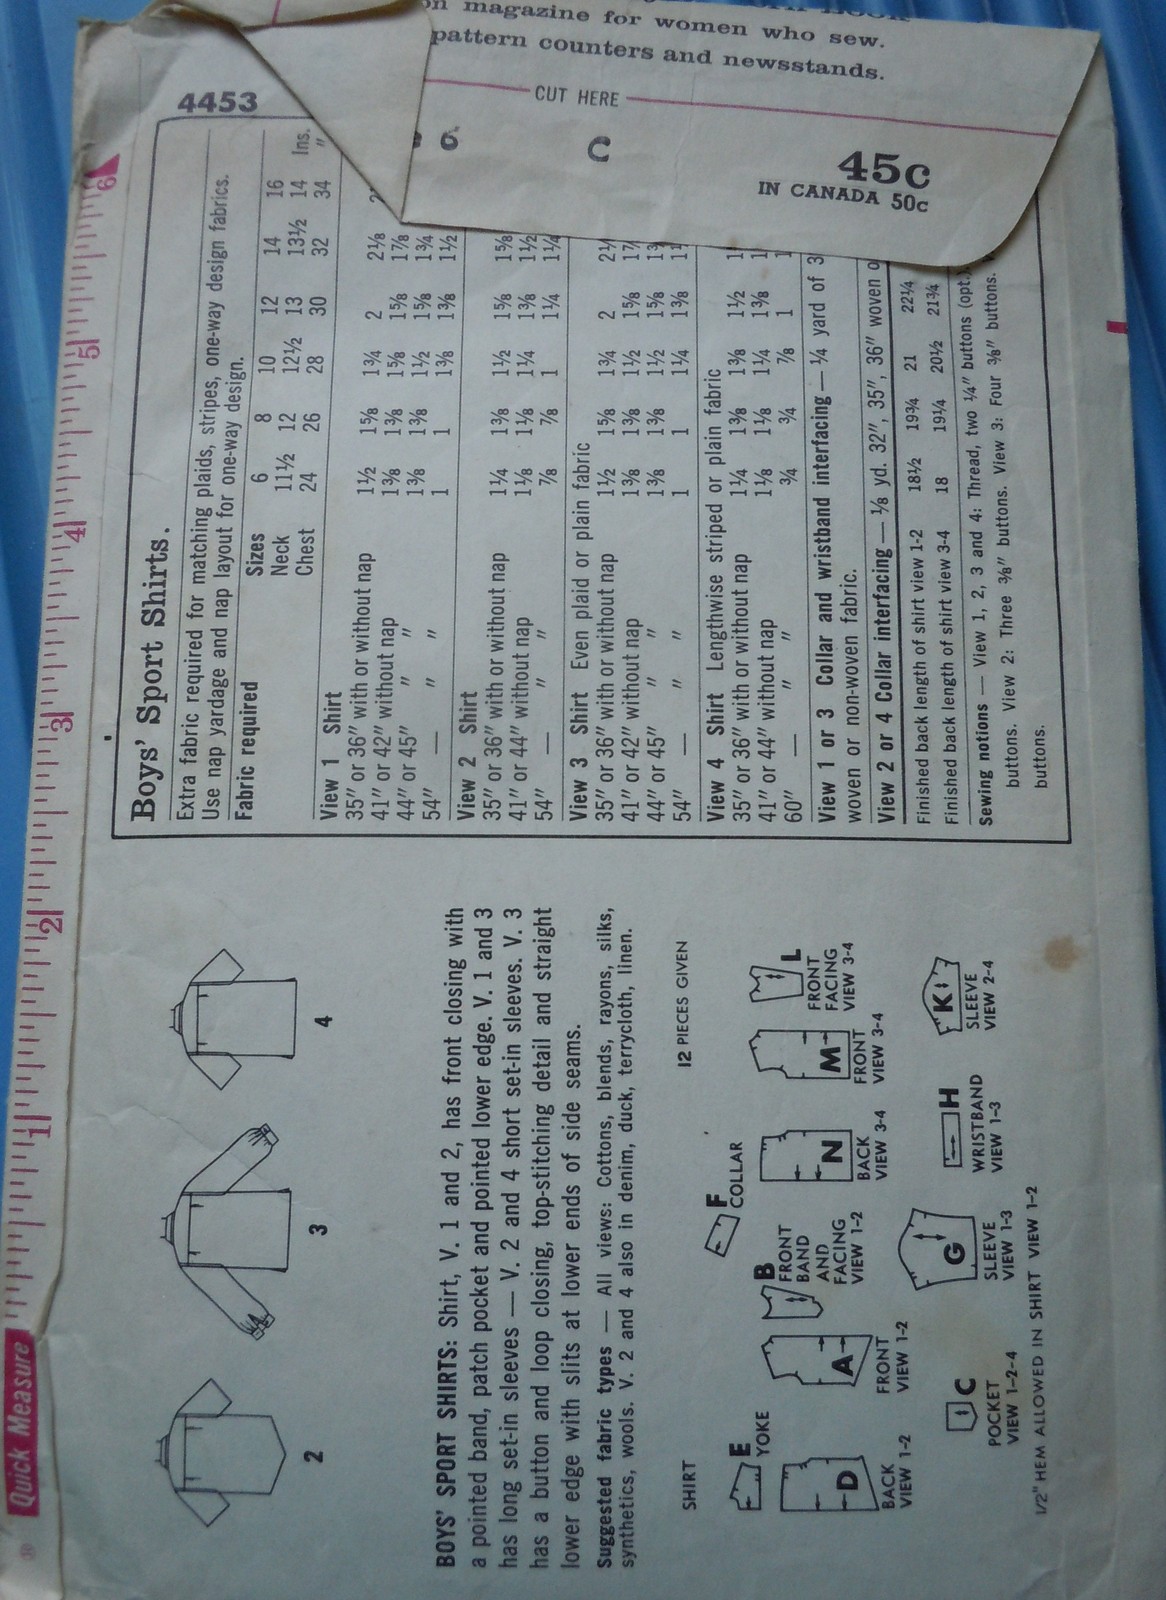 on magazine for women who sew.
pattern counters and newsstands.
CUT HERE
C
45c
IN CANADA 50c
4453
Quick Measure
1 2 3 4 5 6
Boys' Sport Shirts.
Extra fabric required for matching plaids, stripes, one-way design fabrics.
Use nap yardage and nap layout for one-way design.
Fabric required Sizes 6 8 10 12 14 16
Neck 11½ 12 12½ 13 13½ 14 Ins.
Chest 24 26 28 30 32 34 "
View 1 Shirt
35" or 36" with or without nap 1½ 1⅝ 1¾ 2 2⅛
41" or 42" without nap 1⅜ 1⅜ 1⅝ 1⅝ 1⅞
44" or 45" " 1⅜ 1⅜ 1½ 1⅝ 1¾
54" — " 1 1 1⅜ 1⅜ 1½
View 2 Shirt
35" or 36" with or without nap 1¼ 1⅜ 1½ 1⅝ 1⅝
41" or 44" without nap 1⅛ 1⅛ 1¼ 1⅜ 1½
54" — " ⅞ ⅞ 1 1¼ 1¼
View 3 Shirt Even plaid or plain fabric
35" or 36" with or without nap 1½ 1⅝ 1¾ 2
41" or 42" without nap 1⅜ 1⅜ 1½ 1⅝
44" or 45" " 1⅜ 1⅜ 1½ 1⅝
54" — " 1 1 1¼ 1⅜
View 4 Shirt Lengthwise striped or plain fabric
35" or 36" with or without nap 1¼ 1⅜ 1⅜ 1½
41" or 44" without nap 1⅛ 1⅛ 1¼ 1⅜
60" — " ¾ ¾ ⅞ 1
View 1 or 3 Collar and wristband interfacing — ¼ yard of 3
woven or non-woven fabric.
View 2 or 4 Collar interfacing — ⅛ yd. 32", 35", 36" woven o
Finished back length of shirt view 1-2 18½ 19¾ 21 22¼
Finished back length of shirt view 3-4 18 19¼ 20½ 21¾
Sewing notions — View 1, 2, 3 and 4: Thread, two ¼" buttons (opt.).
buttons. View 2: Three ⅜" buttons. View 3: Four ⅜" buttons.
buttons.
2
3
4
BOYS' SPORT SHIRTS: Shirt, V. 1 and 2, has front closing with
a pointed band, patch pocket and pointed lower edge. V. 1 and 3
has long set-in sleeves — V. 2 and 4 short set-in sleeves. V. 3
has a button and loop closing, top-stitching detail and straight
lower edge with slits at lower ends of side seams.
Suggested fabric types — All views: Cottons, blends, rayons, silks,
synthetics, wools. V. 2 and 4 also in denim, duck, terrycloth, linen.
SHIRT
12 PIECES GIVEN
E
YOKE
F
COLLAR
D
BACK
VIEW 1-2
A
FRONT
VIEW 1-2
B
FRONT
BAND
AND
FACING
VIEW 1-2
N
BACK
VIEW 3-4
M
FRONT
VIEW 3-4
L
FRONT
FACING
VIEW 3-4
C
POCKET
VIEW 1-2-4
G
SLEEVE
VIEW 1-3
H
WRISTBAND
VIEW 1-3
K
SLEEVE
VIEW 2-4
1/2" HEM ALLOWED IN SHIRT VIEW 1-2